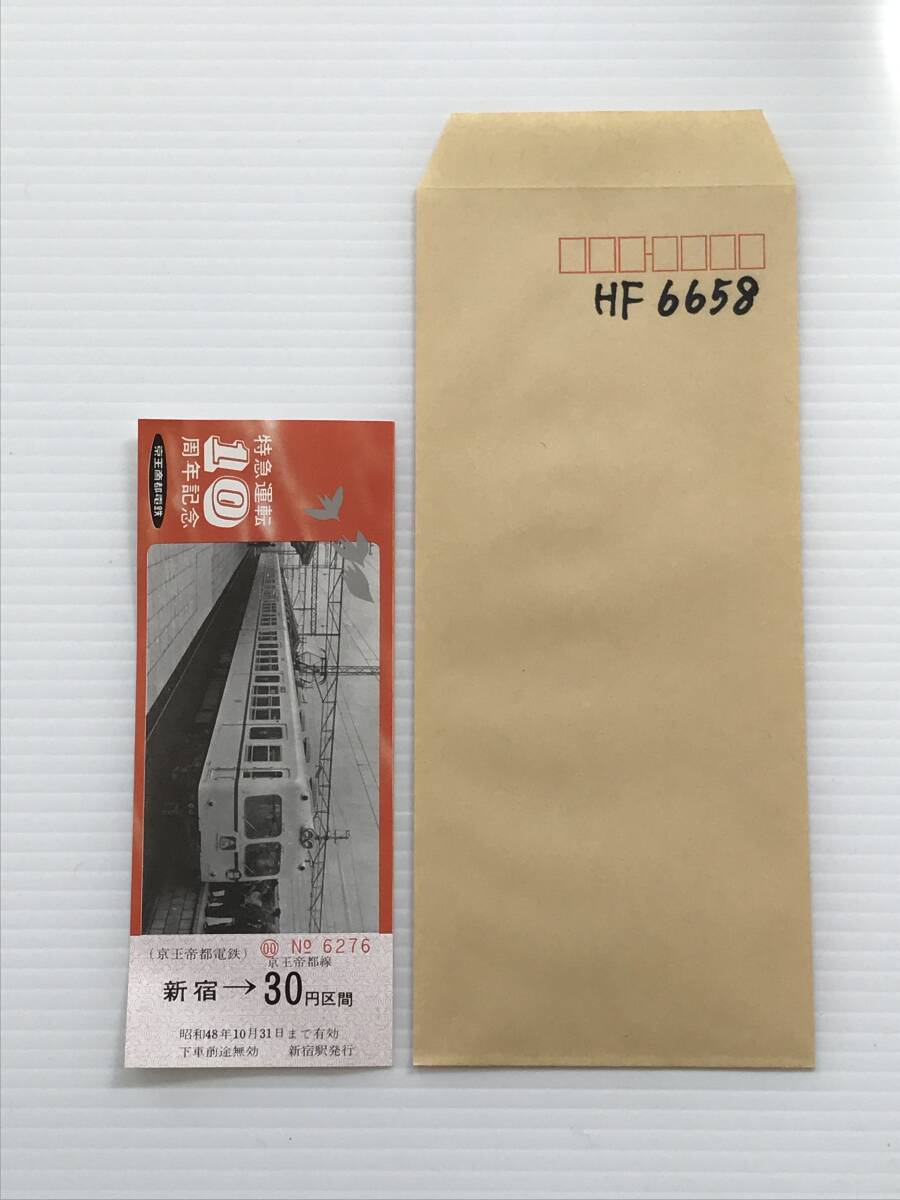 特急運転
10
周年記念
京王帝都電鉄
(京王帝都電鉄) 00 № 6276
京王帝都線
新宿→30円区間
昭和48年10月31日まで有効
下車前途無効 新宿駅発行
HF 6658